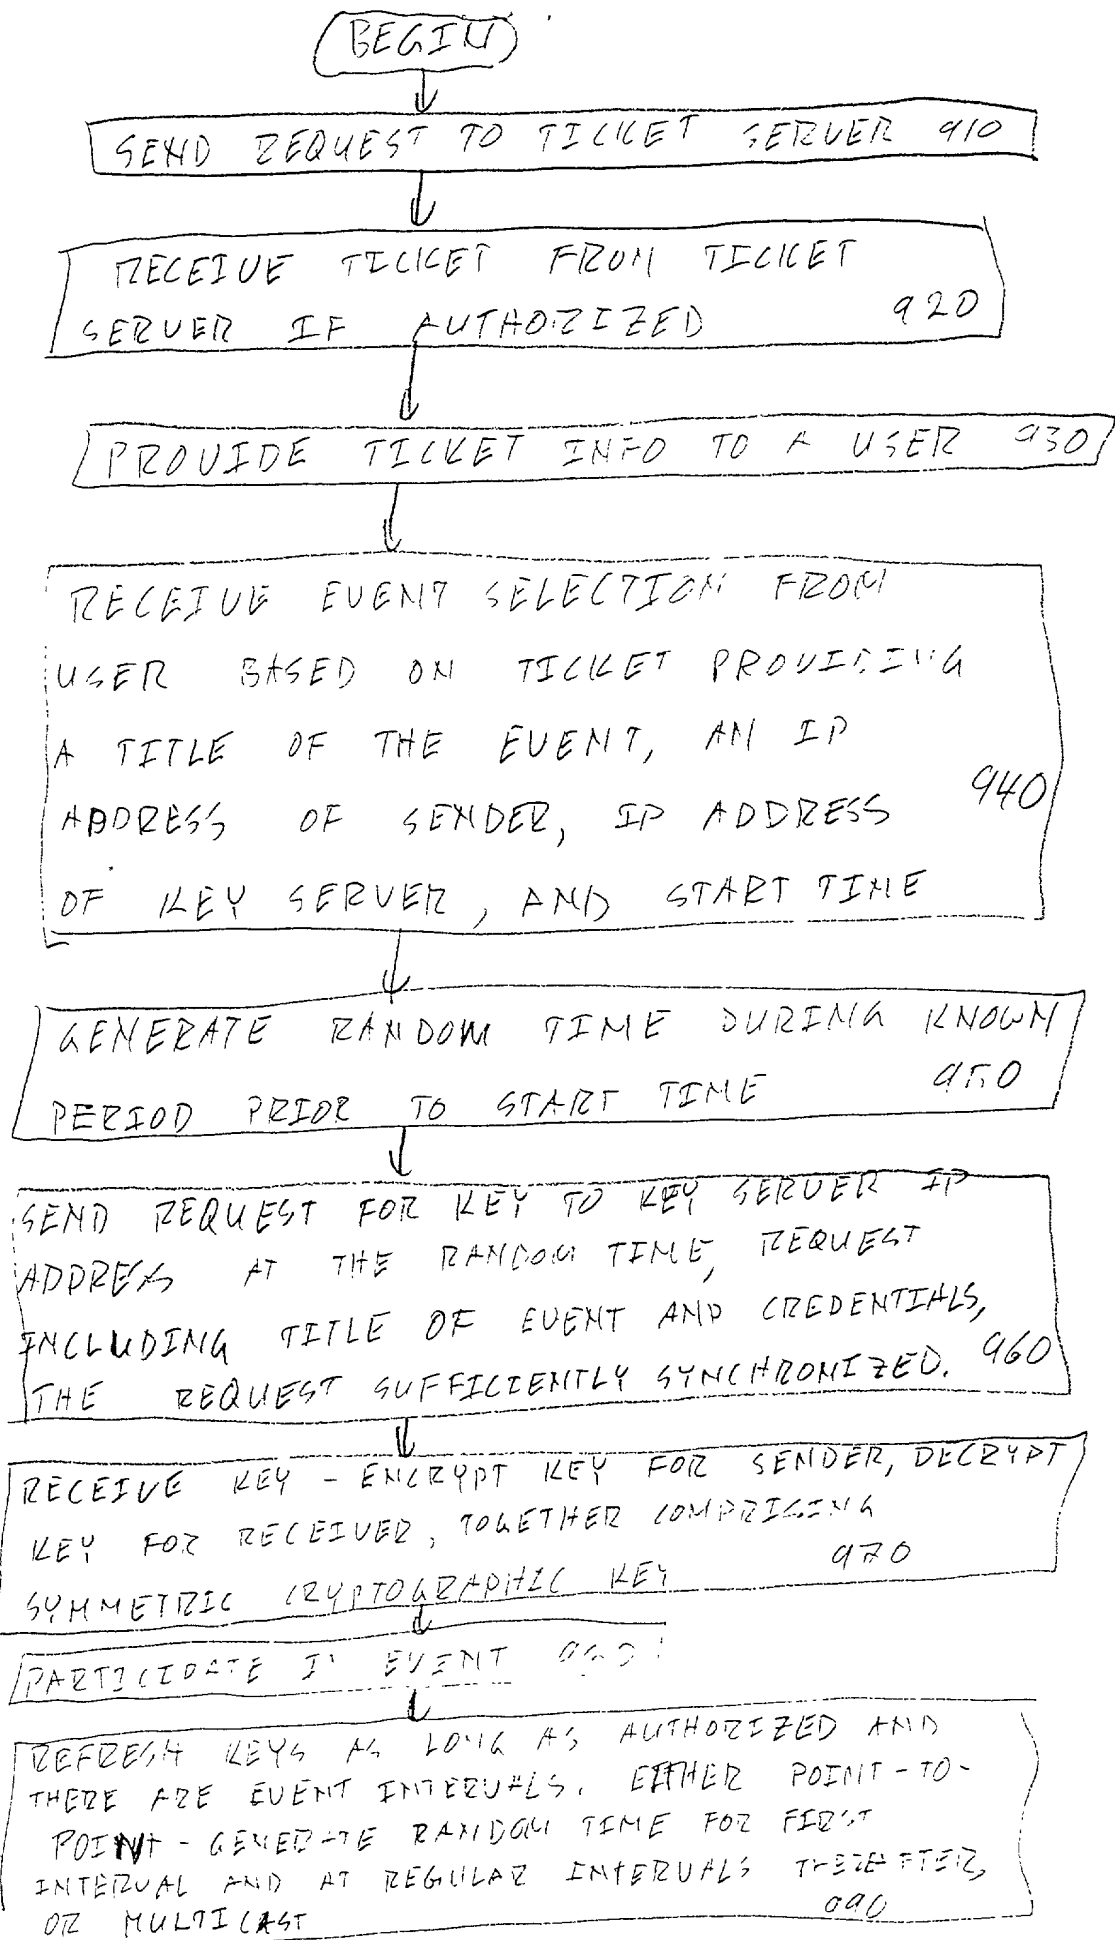 BEGIN
SEND REQUEST TO TICKET SERVER 910
RECEIVE TICKET FROM TICKET
SERVER IF AUTHORIZED 920
PROVIDE TICKET INFO TO A USER 930
RECEIVE EVENT SELECTION FROM
USER BASED ON TICKET PROVIDING
A TITLE OF THE EVENT, AN IP
ADDRESS OF SENDER, IP ADDRESS 940
OF KEY SERVER, AND START TIME
GENERATE RANDOM TIME DURING KNOWN
PERIOD PRIOR TO START TIME 950
SEND REQUEST FOR KEY TO KEY SERVER IP
ADDRESS AT THE RANDOM TIME, REQUEST
INCLUDING TITLE OF EVENT AND CREDENTIALS,
THE REQUEST SUFFICIENTLY SYNCHRONIZED. 960
RECEIVE KEY - ENCRYPT KEY FOR SENDER, DECRYPT
KEY FOR RECEIVER, TOGETHER COMPRISING
SYMMETRIC CRYPTOGRAPHIC KEY 970
PARTICIPATE IN EVENT
REFRESH KEYS AS LONG AS AUTHORIZED AND
THERE ARE EVENT INTERVALS. EITHER POINT-TO-
POINT - GENERATE RANDOM TIME FOR FIRST
INTERVAL AND AT REGULAR INTERVALS THEREAFTER,
OR MULTICAST 990